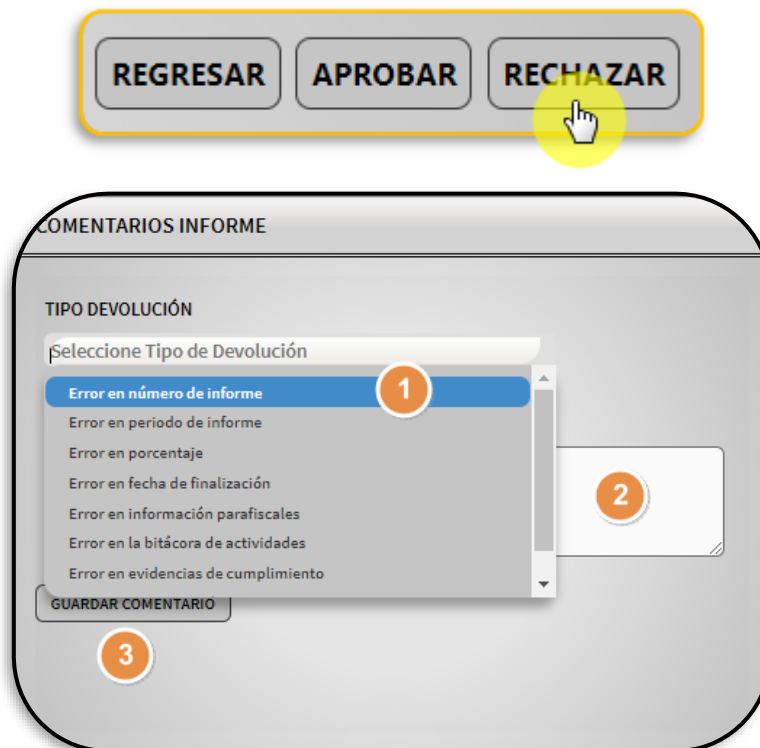 REGRESAR APROBAR RECHAZAR
COMENTARIOS INFORME
TIPO DEVOLUCIÓN
Seleccione Tipo de Devolución
Error en número de informe 1
Error en periodo de informe
Error en porcentaje
Error en fecha de finalización 2
Error en información parafiscales
Error en la bitácora de actividades
Error en evidencias de cumplimiento
GUARDAR COMENTARIO
3